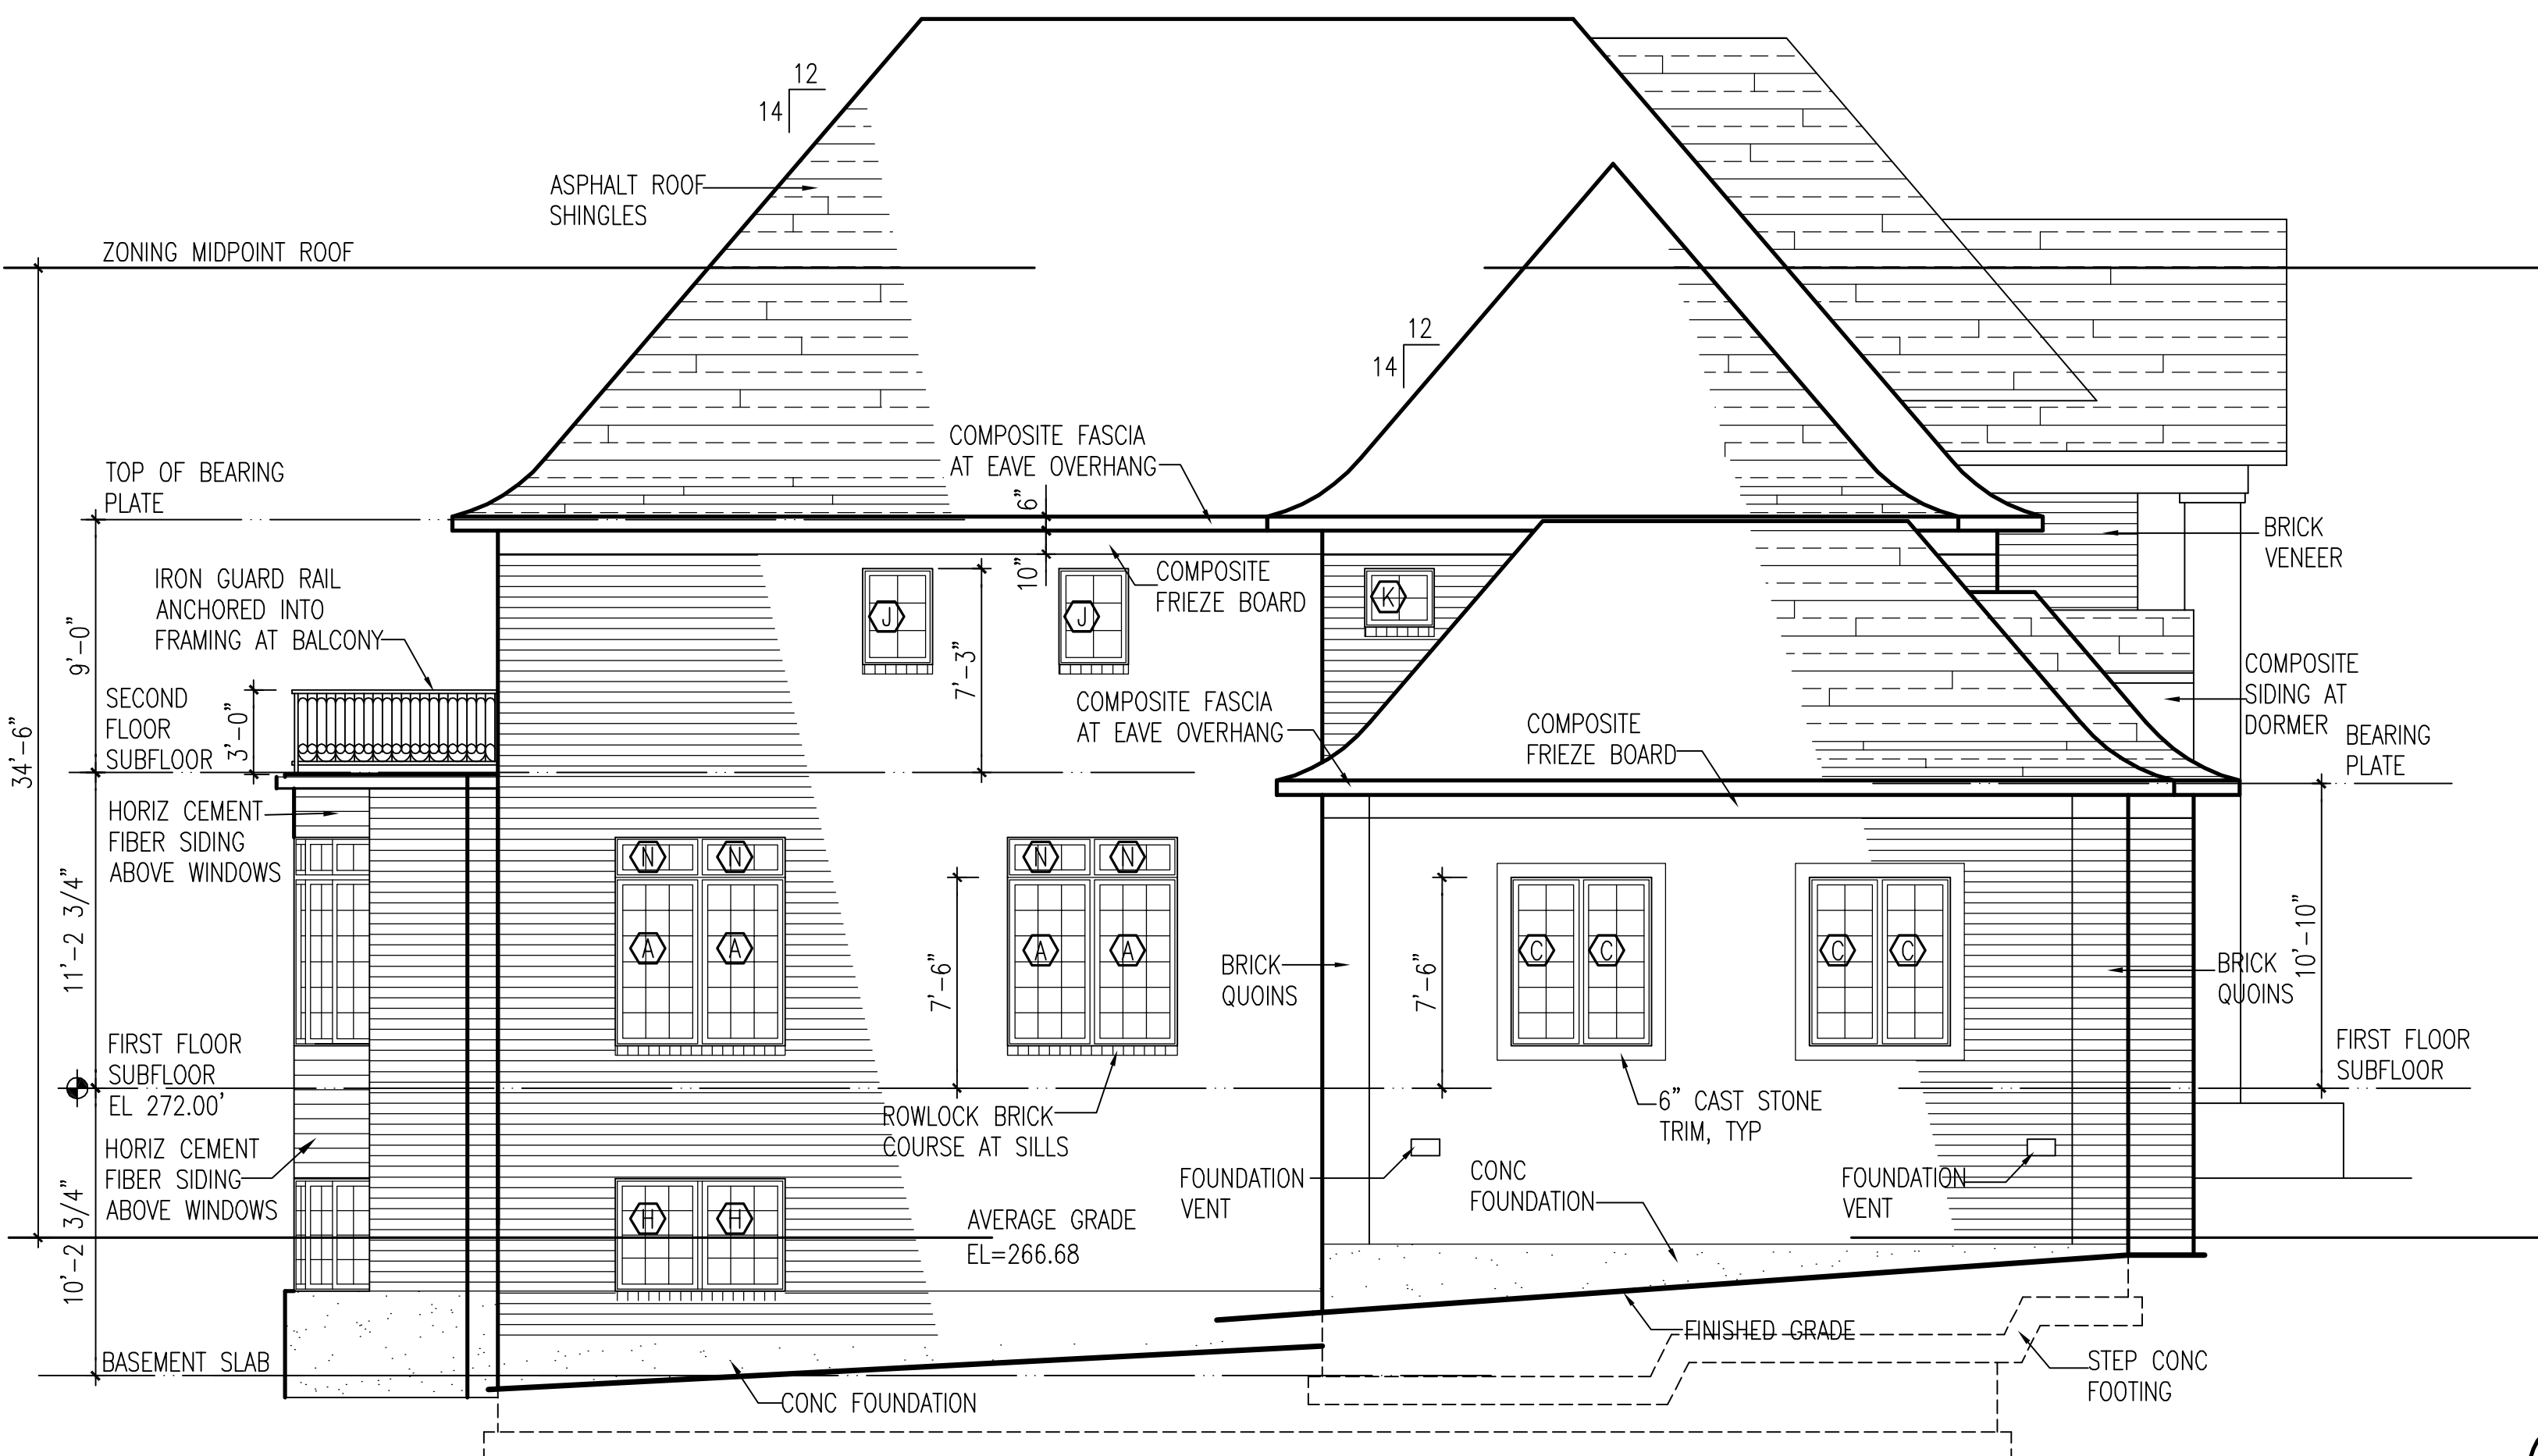 12
14
ASPHALT ROOF
SHINGLES
ZONING MIDPOINT ROOF
12
14
COMPOSITE FASCIA
AT EAVE OVERHANG
TOP OF BEARING
PLATE
6"
10"
BRICK
VENEER
IRON GUARD RAIL
ANCHORED INTO
FRAMING AT BALCONY
COMPOSITE
FRIEZE BOARD
J
J
K
9'-0"
7'-3"
SECOND
FLOOR
SUBFLOOR
3'-0"
34'-6"
COMPOSITE FASCIA
AT EAVE OVERHANG
COMPOSITE
FRIEZE BOARD
COMPOSITE
SIDING AT
DORMER
BEARING
PLATE
HORIZ CEMENT
FIBER SIDING
ABOVE WINDOWS
N N N N
11'-2 3/4"
A A A A
7'-6"
BRICK
QUOINS
7'-6"
C C C C
BRICK
QUOINS
10'-10"
FIRST FLOOR
SUBFLOOR
EL 272.00'
FIRST FLOOR
SUBFLOOR
ROWLOCK BRICK
COURSE AT SILLS
6" CAST STONE
TRIM, TYP
HORIZ CEMENT
FIBER SIDING
ABOVE WINDOWS
FOUNDATION
VENT
CONC
FOUNDATION
FOUNDATION
VENT
H H
AVERAGE GRADE
EL=266.68
10'-2 3/4"
FINISHED GRADE
BASEMENT SLAB
STEP CONC
FOOTING
CONC FOUNDATION